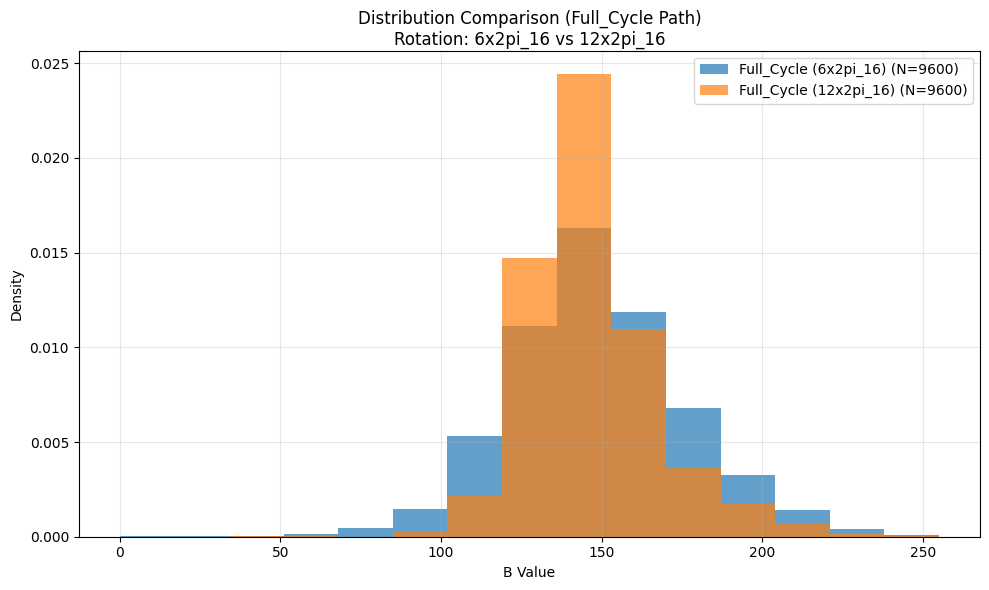 Distribution Comparison (Full_Cycle Path)
Rotation: 6x2pi_16 vs 12x2pi_16
Full_Cycle (6x2pi_16) (N=9600)
Full_Cycle (12x2pi_16) (N=9600)
Density
0.025
0.020
0.015
0.010
0.005
0.000
0 50 100 150 200 250
B Value